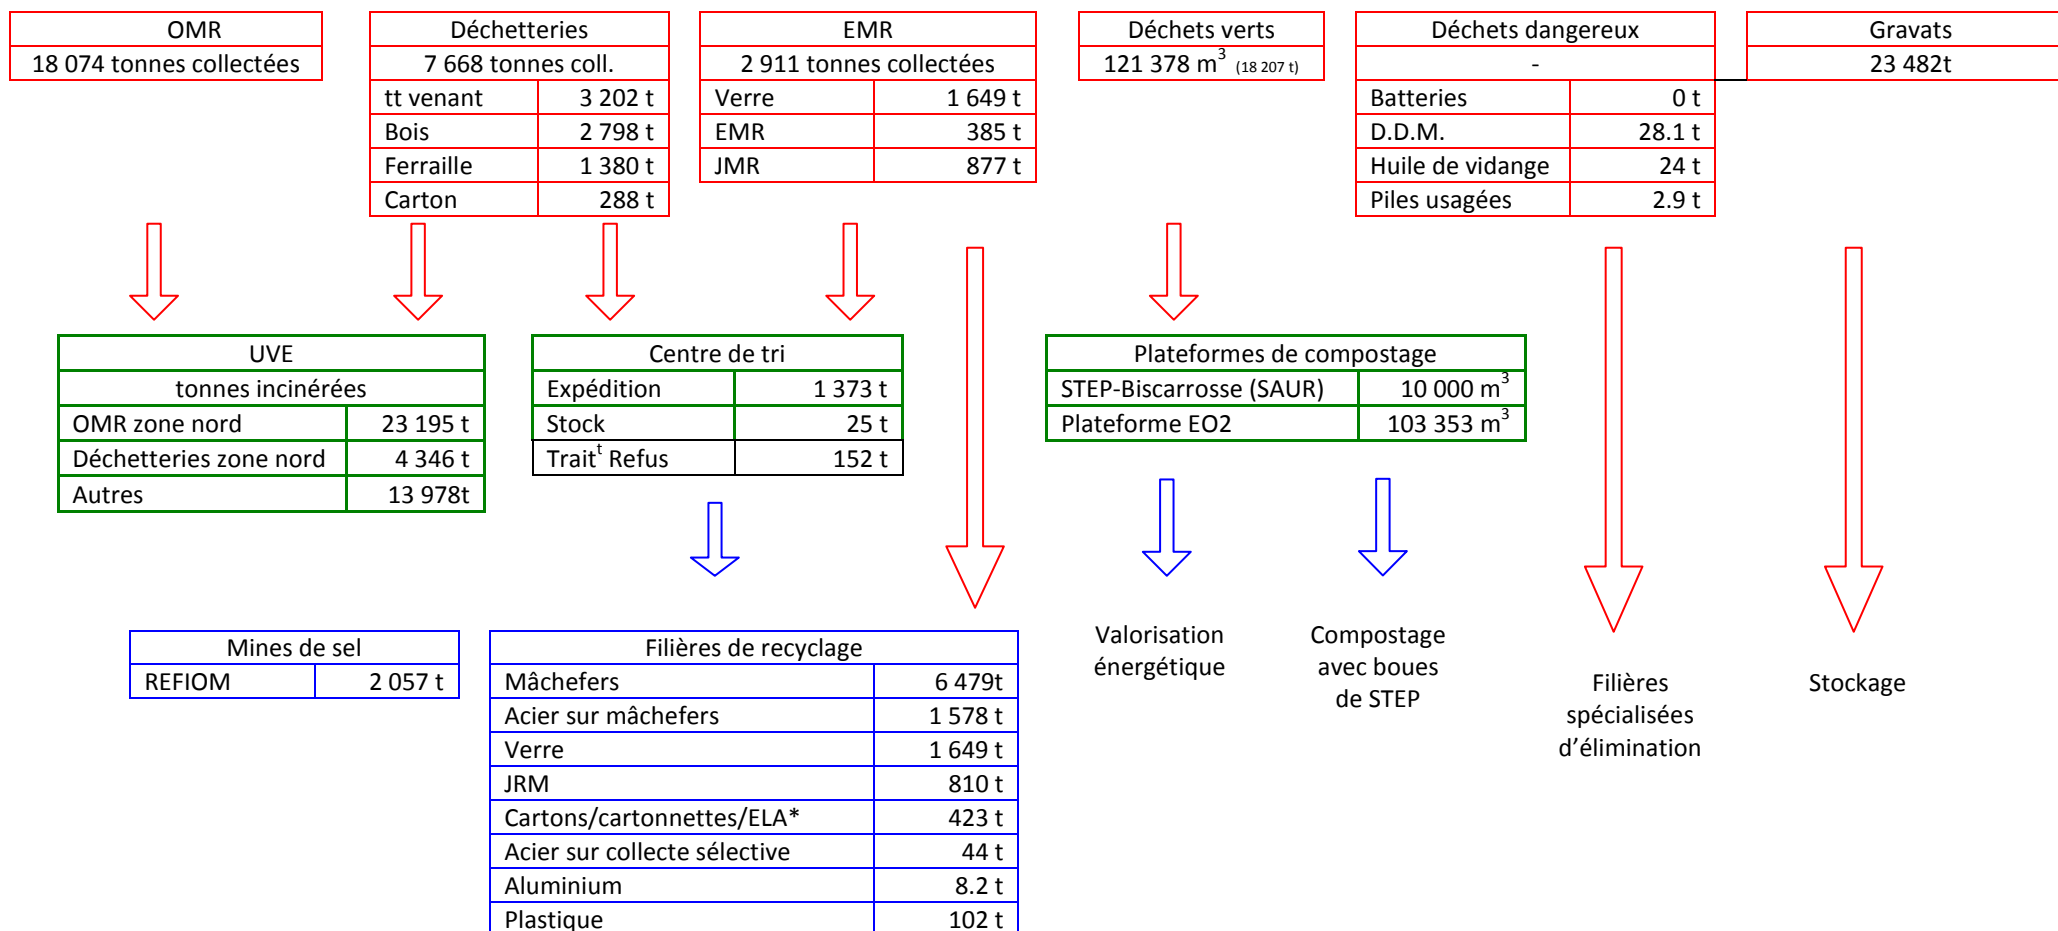 OMR
18 074 tonnes collectées
Déchetteries
7 668 tonnes coll.
tt venant 3 202 t
Bois 2 798 t
Ferraille 1 380 t
Carton 288 t
EMR
2 911 tonnes collectées
Verre 1 649 t
EMR 385 t
JMR 877 t
Déchets verts
121 378 m³ (18 207 t)
Déchets dangereux
-
Batteries 0 t
D.D.M. 28.1 t
Huile de vidange 24 t
Piles usagées 2.9 t
Gravats
23 482t
UVE
tonnes incinérées
OMR zone nord 23 195 t
Déchetteries zone nord 4 346 t
Autres 13 978t
Centre de tri
Expédition 1 373 t
Stock 25 t
Traitᵗ Refus 152 t
Plateformes de compostage
STEP-Biscarrosse (SAUR) 10 000 m³
Plateforme EO2 103 353 m³
Mines de sel
REFIOM 2 057 t
Filières de recyclage
Mâchefers 6 479t
Acier sur mâchefers 1 578 t
Verre 1 649 t
JRM 810 t
Cartons/cartonnettes/ELA* 423 t
Acier sur collecte sélective 44 t
Aluminium 8.2 t
Plastique 102 t
Valorisation
énergétique
Compostage
avec boues
de STEP
Filières
spécialisées
d’élimination
Stockage